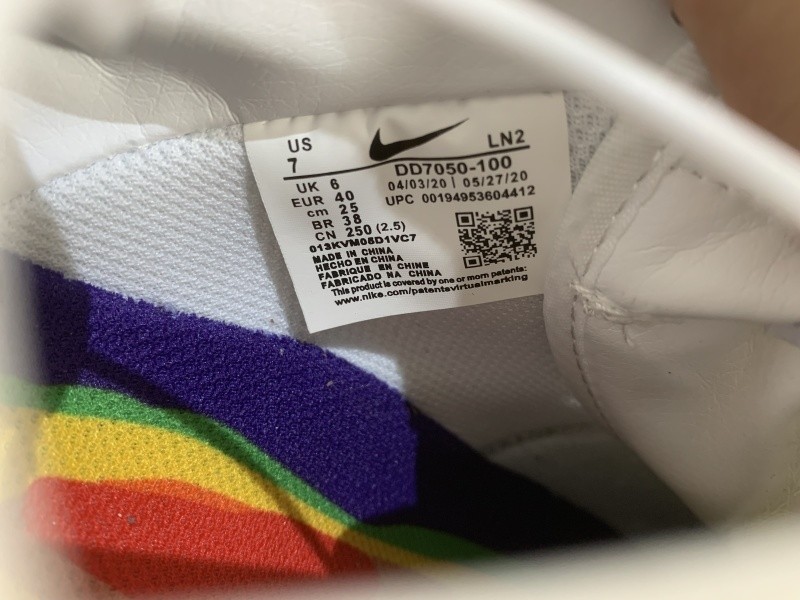 US
7
LN2
DD7050-100
04/03/20 | 05/27/20
UPC 00194953604412
UK 6
EUR 40
cm 25
BR 38
CN 250 (2.5)
013KVM05D1VC7
MADE IN CHINA
HECHO EN CHINA
FABRIQUE EN CHINE
FABRICADO NA CHINA
This product is covered by one or morn patents:
www.nike.com/patentsvirtualmarking